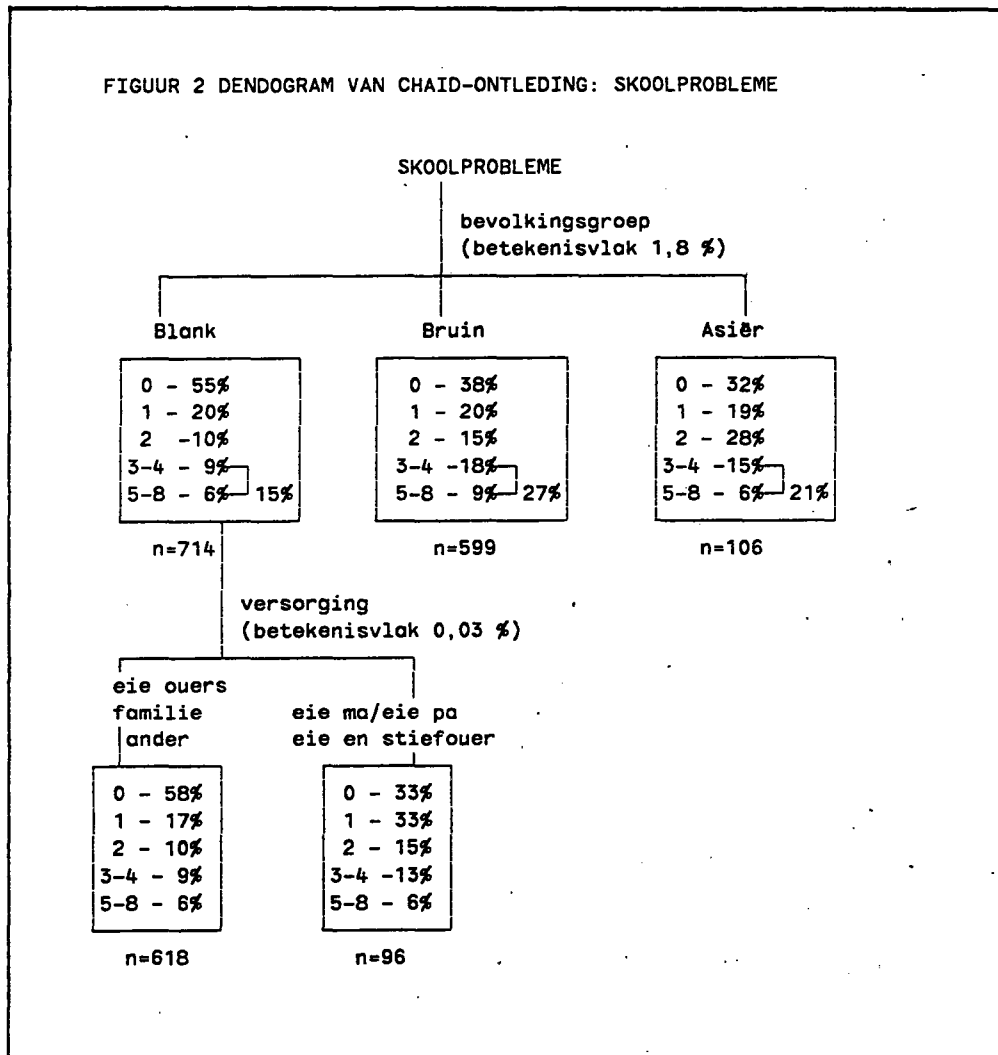 FIGUUR 2 DENDOGRAM VAN CHAID-ONTLEDING: SKOOLPROBLEME
SKOOLPROBLEME
bevolkingsgroep
(betekenisvlak 1,8 %)
Blank
0 - 55%
1 - 20%
2 -10%
3-4 - 9%
5-8 - 6% 15%
n=714
Bruin
0 - 38%
1 - 20%
2 - 15%
3-4 -18%
5-8 - 9% 27%
n=599
Asiër
0 - 32%
1 - 19%
2 - 28%
3-4 -15%
5-8 - 6% 21%
n=106
versorging
(betekenisvlak 0,03 %)
eie ouers
familie
ander
0 - 58%
1 - 17%
2 - 10%
3-4 - 9%
5-8 - 6%
n=618
eie ma/eie pa
eie en stiefouer
0 - 33%
1 - 33%
2 - 15%
3-4 -13%
5-8 - 6%
n=96